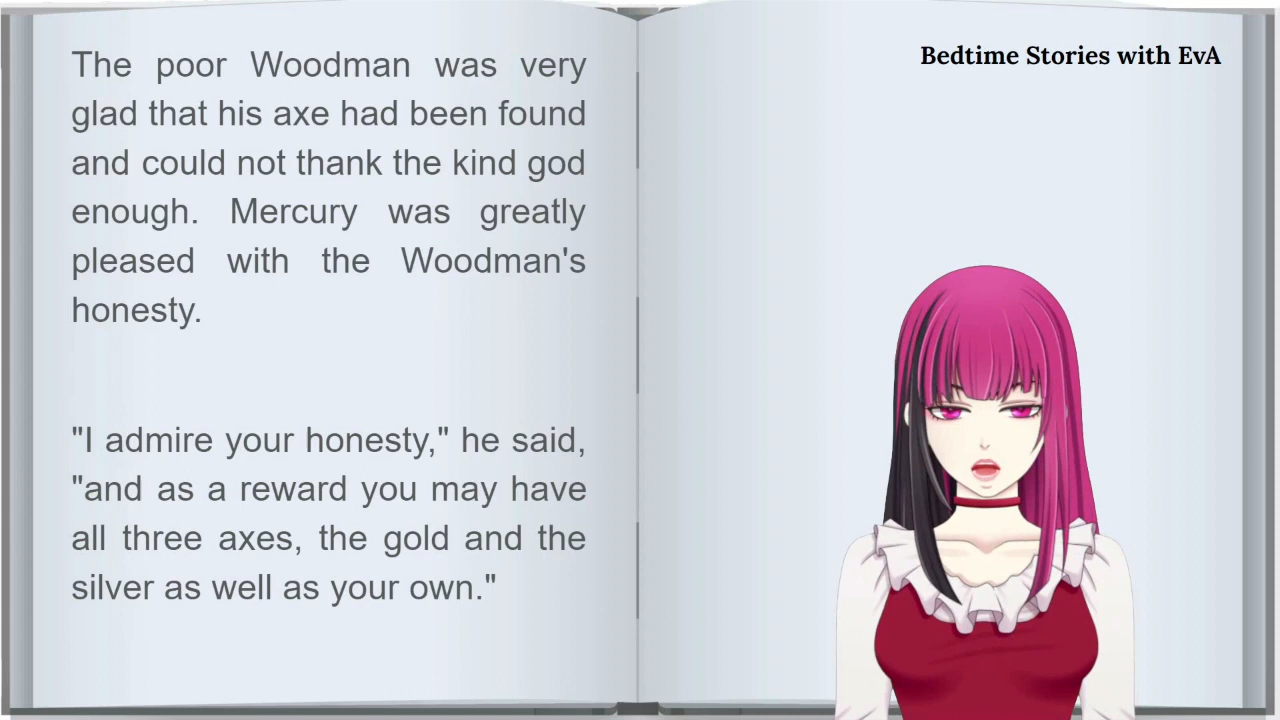 The poor Woodman was very
glad that his axe had been found
and could not thank the kind god
enough. Mercury was greatly
pleased with the Woodman's
honesty.
"I admire your honesty," he said,
"and as a reward you may have
all three axes, the gold and the
silver as well as your own."
Bedtime Stories with EvA